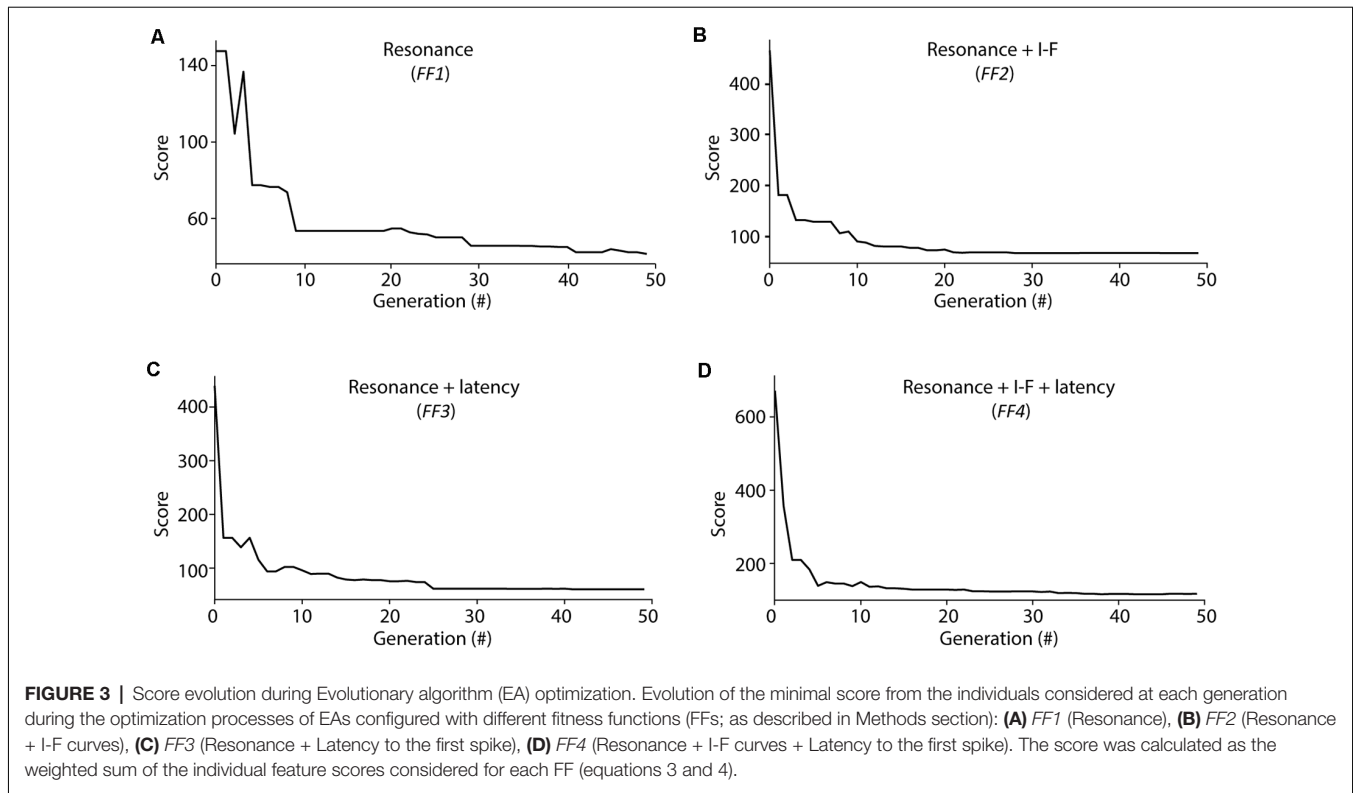 A
Resonance
(FF1)
140
100
60
Score
0 10 20 30 40 50
Generation (#)
B
Resonance + I-F
(FF2)
400
300
200
100
Score
0 10 20 30 40 50
Generation (#)
C
Resonance + latency
(FF3)
400
300
200
100
Score
0 10 20 30 40 50
Generation (#)
D
Resonance + I-F + latency
(FF4)
600
400
200
Score
0 10 20 30 40 50
Generation (#)
FIGURE 3 | Score evolution during Evolutionary algorithm (EA) optimization. Evolution of the minimal score from the individuals considered at each generation
during the optimization processes of EAs configured with different fitness functions (FFs; as described in Methods section): (A) FF1 (Resonance), (B) FF2 (Resonance
+ I-F curves), (C) FF3 (Resonance + Latency to the first spike), (D) FF4 (Resonance + I-F curves + Latency to the first spike). The score was calculated as the
weighted sum of the individual feature scores considered for each FF (equations 3 and 4).